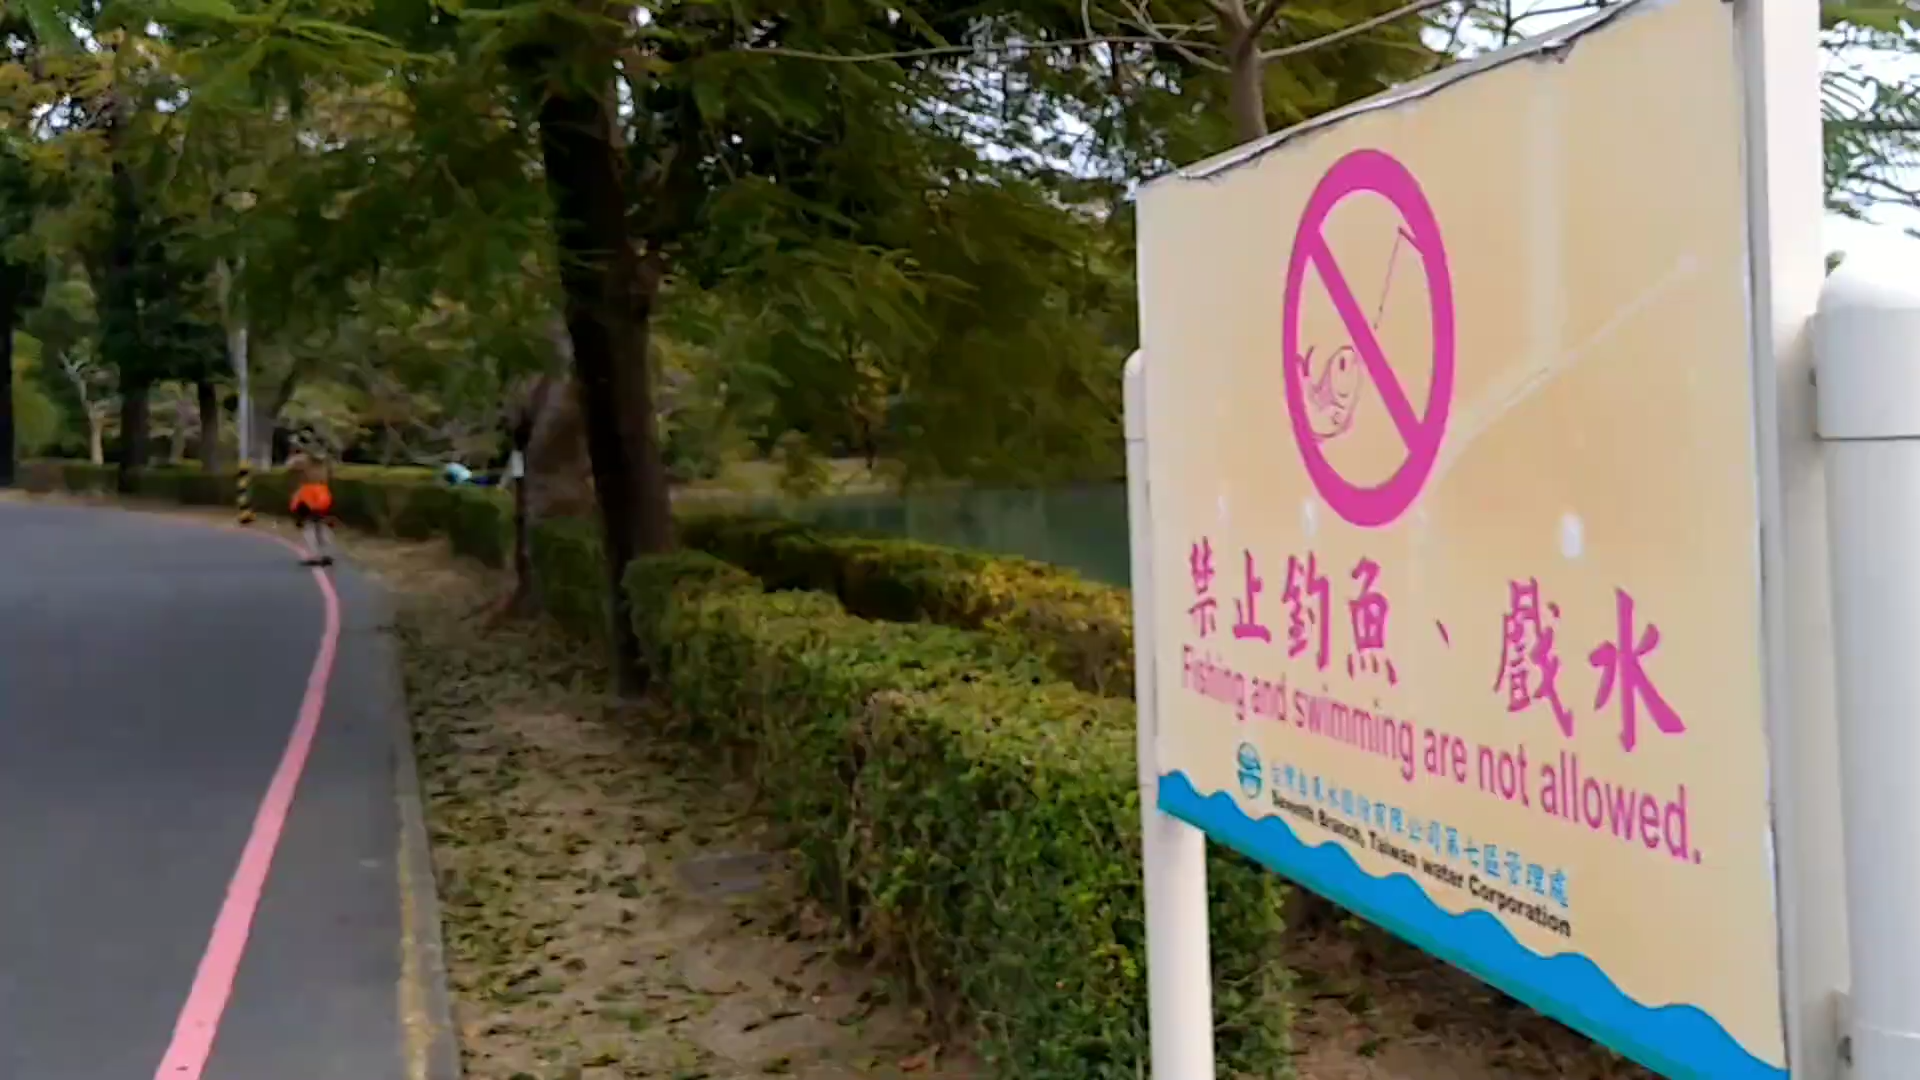 禁止釣魚、戲水
Fishing and swimming are not allowed.
台灣自來水股份有限公司第七區管理處
Seventh Branch, Taiwan water Corporation